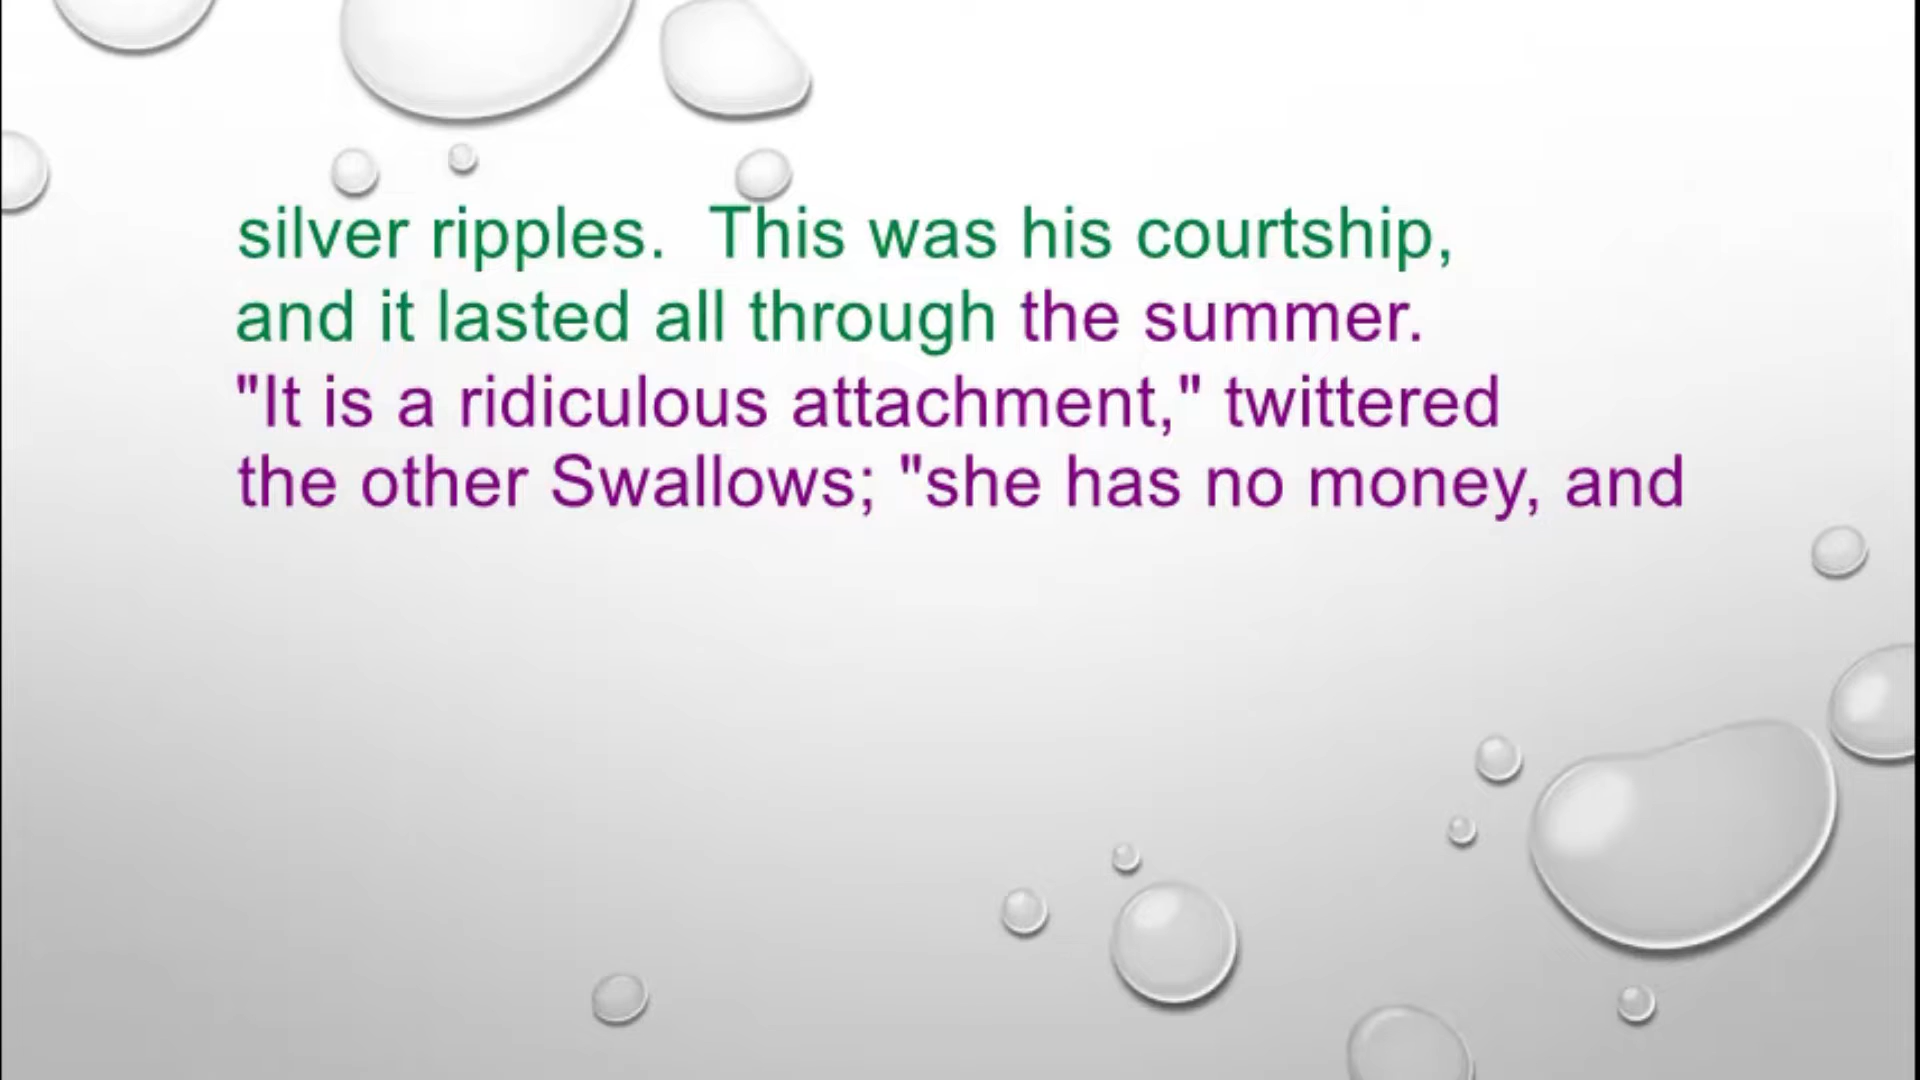 silver ripples.  This was his courtship,
and it lasted all through the summer.
"It is a ridiculous attachment," twittered
the other Swallows; "she has no money, and